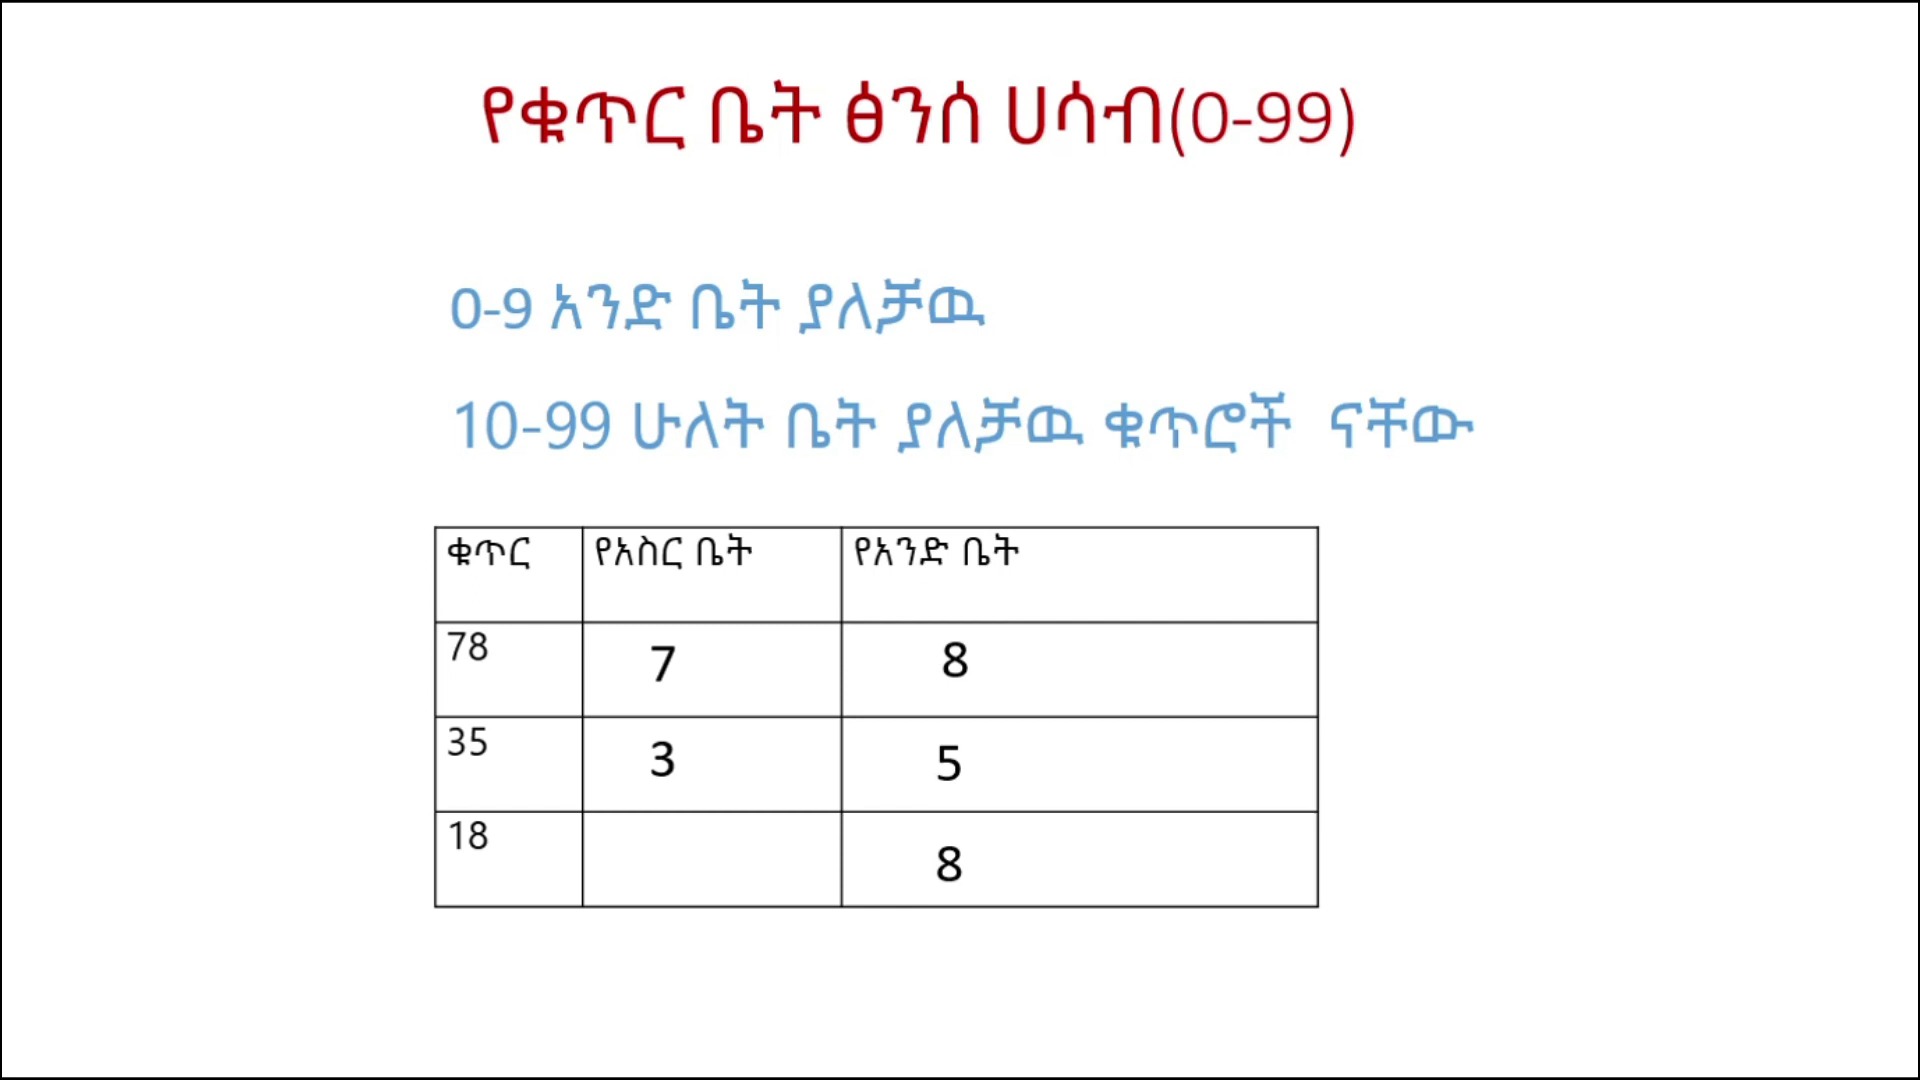 የቁጥር ቤት ፅንሰ ሀሳብ(0-99)
0-9 አንድ ቤት ያለቻዉ
10-99 ሁለት ቤት ያለቻዉ ቁጥሮች ናቸው
ቁጥር የአስር ቤት የአንድ ቤት
78 7 8
35 3 5
18 8